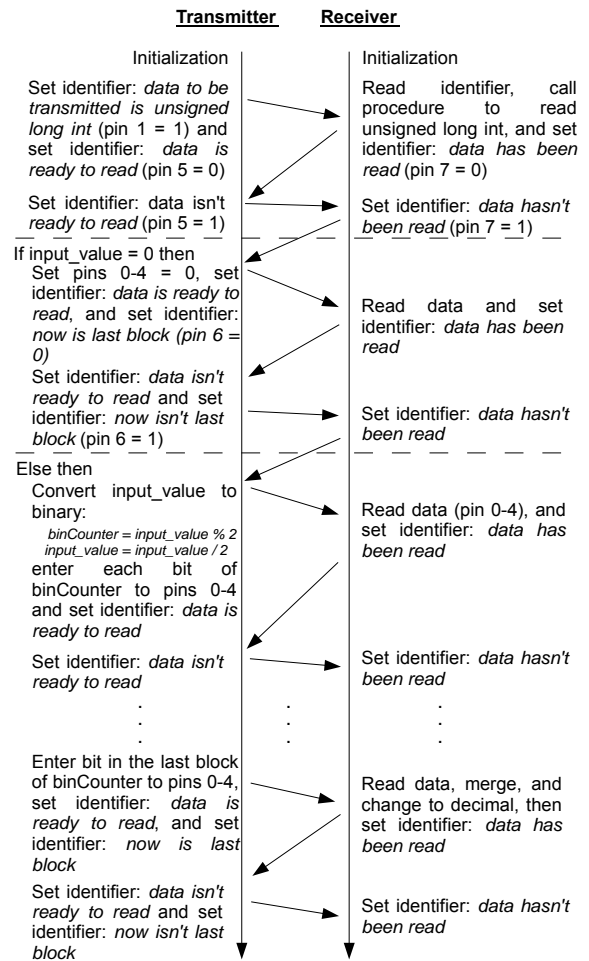 Transmitter Receiver
Initialization
Initialization
Set identifier: data to be
transmitted is unsigned
long int (pin 1 = 1) and
set identifier: data is
ready to read (pin 5 = 0)
Read identifier, call
procedure to read
unsigned long int, and set
identifier: data has been
read (pin 7 = 0)
Set identifier: data isn't
ready to read (pin 5 = 1)
Set identifier: data hasn't
been read (pin 7 = 1)
If input_value = 0 then
Set pins 0-4 = 0, set
identifier: data is ready to
read, and set identifier:
now is last block (pin 6 =
0)
Read data and set
identifier: data has been
read
Set identifier: data isn't
ready to read and set
identifier: now isn't last
block (pin 6 = 1)
Set identifier: data hasn't
been read
Else then
Convert input_value to
binary:
binCounter = input_value % 2
input_value = input_value / 2
enter each bit of
binCounter to pins 0-4
and set identifier: data is
ready to read
Read data (pin 0-4), and
set identifier: data has
been read
Set identifier: data isn't
ready to read
Set identifier: data hasn't
been read
. . .
. . .
. . .
Enter bit in the last block
of binCounter to pins 0-4,
set identifier: data is
ready to read, and set
identifier: now is last
block
Read data, merge, and
change to decimal, then
set identifier: data has
been read
Set identifier: data isn't
ready to read and set
identifier: now isn't last
block
Set identifier: data hasn't
been read